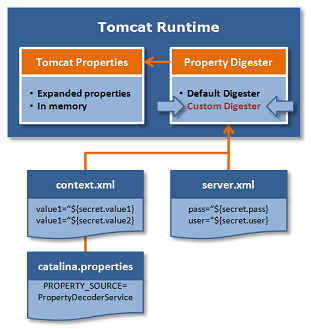 Tomcat Runtime
Tomcat Properties
• Expanded properties
• In memory
Property Digester
• Default Digester
Custom Digester
context.xml
value1="${secret.value1}
value1="${secret.value2}
server.xml
pass="${secret.pass}
user="${secret.user}
catalina.properties
PROPERTY_SOURCE=
PropertyDecoderService